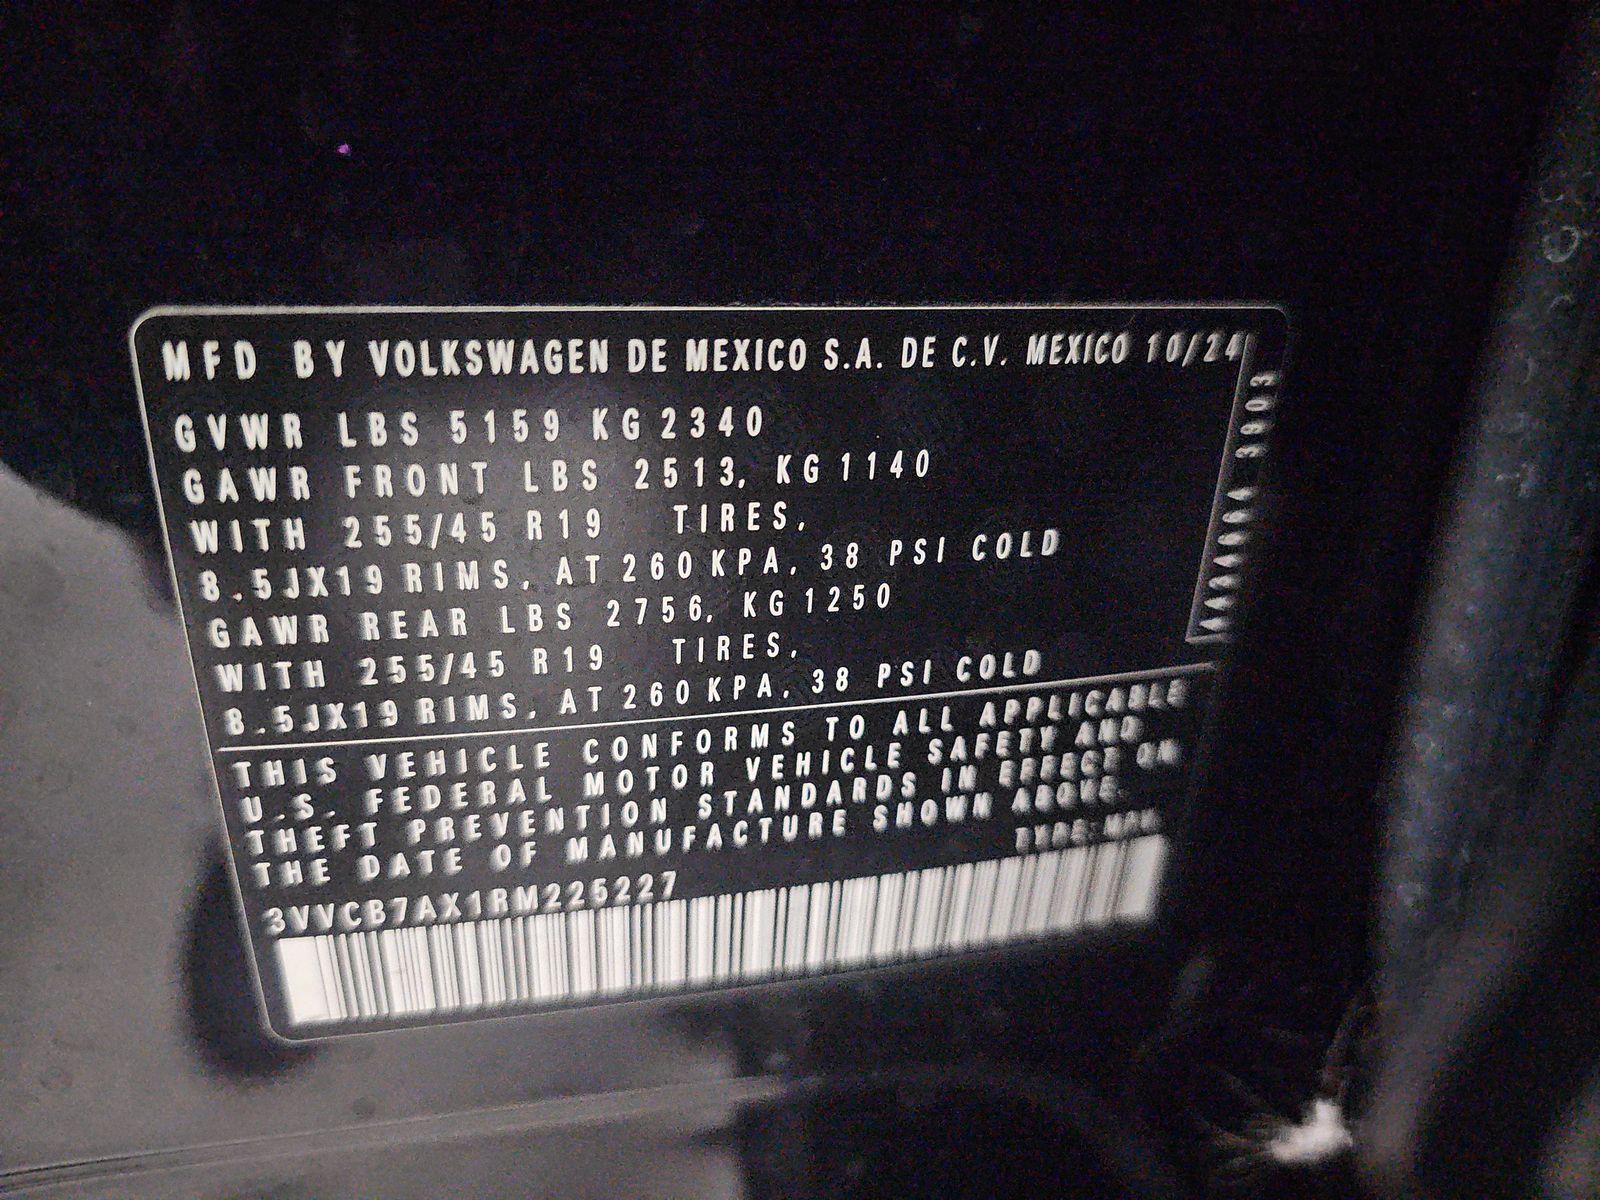 MFD BY VOLKSWAGEN DE MEXICO S.A. DE C.V. MEXICO 10/24
GVWR LBS 5159 KG 2340
GAWR FRONT LBS 2513, KG 1140
WITH 255/45 R19 TIRES,
8.5JX19 RIMS, AT 260 KPA, 38 PSI COLD
GAWR REAR LBS 2756, KG 1250
WITH 255/45 R19 TIRES,
8.5JX19 RIMS, AT 260 KPA, 38 PSI COLD
THIS VEHICLE CONFORMS TO ALL APPLICABLE
U.S. FEDERAL MOTOR VEHICLE SAFETY AND
THEFT PREVENTION STANDARDS IN EFFECT ON
THE DATE OF MANUFACTURE SHOWN ABOVE.
TYPE: MPV
3VVCB7AX1RM225227
3903